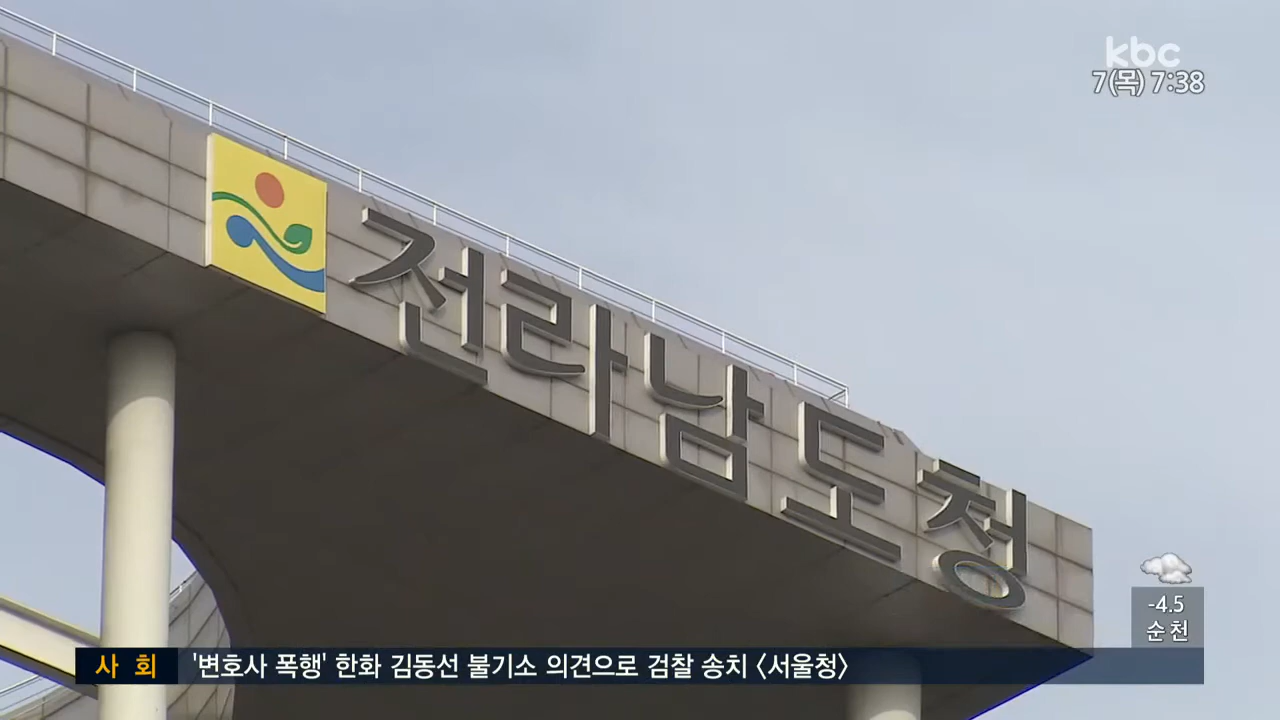 kbc
7(목) 7:38
전라남도청
-4.5
순천
사 회 '변호사 폭행' 한화 김동선 불기소 의견으로 검찰 송치 〈서울청〉